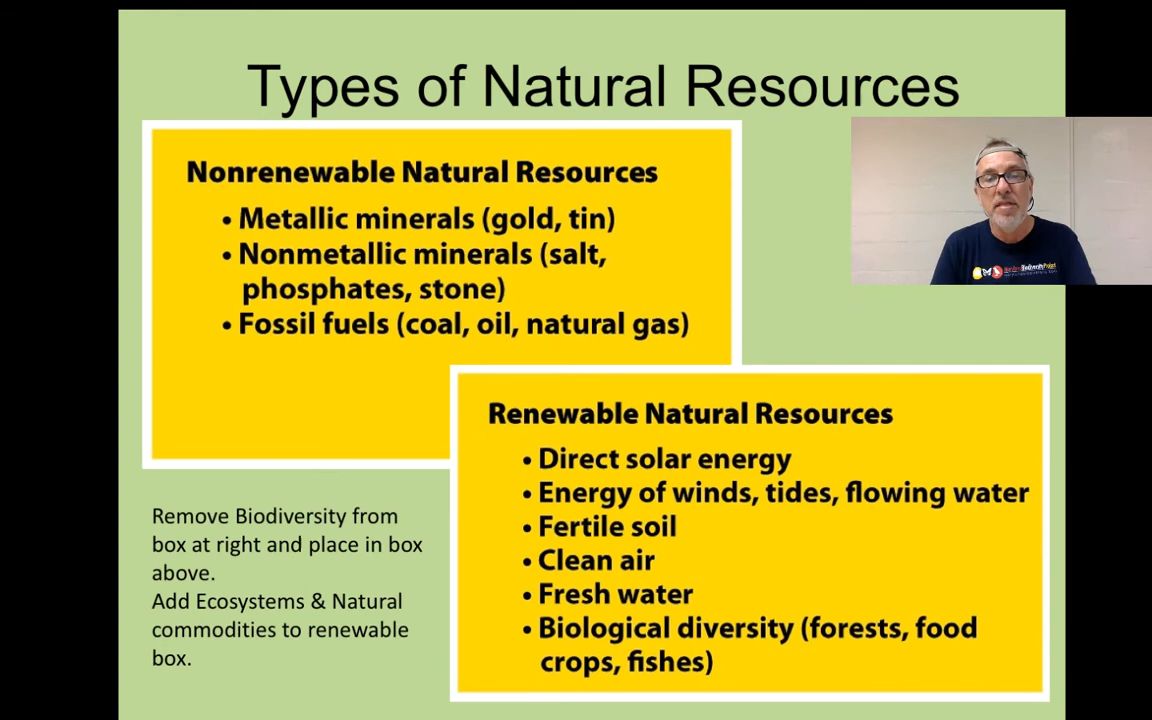 Types of Natural Resources
Nonrenewable Natural Resources
• Metallic minerals (gold, tin)
• Nonmetallic minerals (salt,
phosphates, stone)
• Fossil fuels (coal, oil, natural gas)
Renewable Natural Resources
• Direct solar energy
• Energy of winds, tides, flowing water
• Fertile soil
• Clean air
• Fresh water
• Biological diversity (forests, food
crops, fishes)
Remove Biodiversity from
box at right and place in box
above.
Add Ecosystems & Natural
commodities to renewable
box.